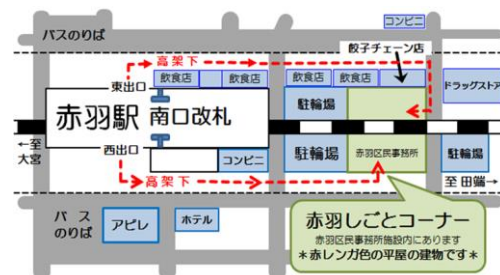 コンビニ
バスのりば
高架下
餃子チェーン店
東出口
飲食店
飲食店
飲食店
飲食店
ドラッグストア
赤羽駅 南口改札
駐輪場
←至
大宮
西出口
コンビニ
駐輪場
赤羽区民事務所
駐輪場
高架下
至 田端→
バス
のりば
アピレ
ホテル
赤羽しごとコーナー
赤羽区民事務所施設内にあります
*赤レンガ色の平屋の建物です*